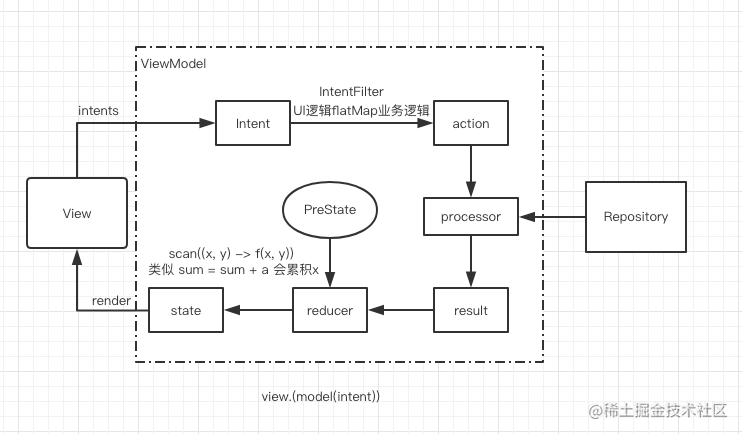 ViewModel
IntentFilter
intents
UI逻辑flatMap业务逻辑
Intent
action
View
PreState
processor
Repository
scan((x, y) -> f(x, y))
类似 sum = sum + a 会累积x
render
state
reducer
result
view.(model(intent))
@稀土掘金技术社区